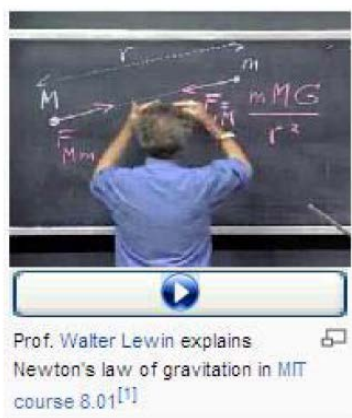 r
M m
F Mm F mM = mMG
r²
Prof. Walter Lewin explains
Newton's law of gravitation in MIT
course 8.01[1]